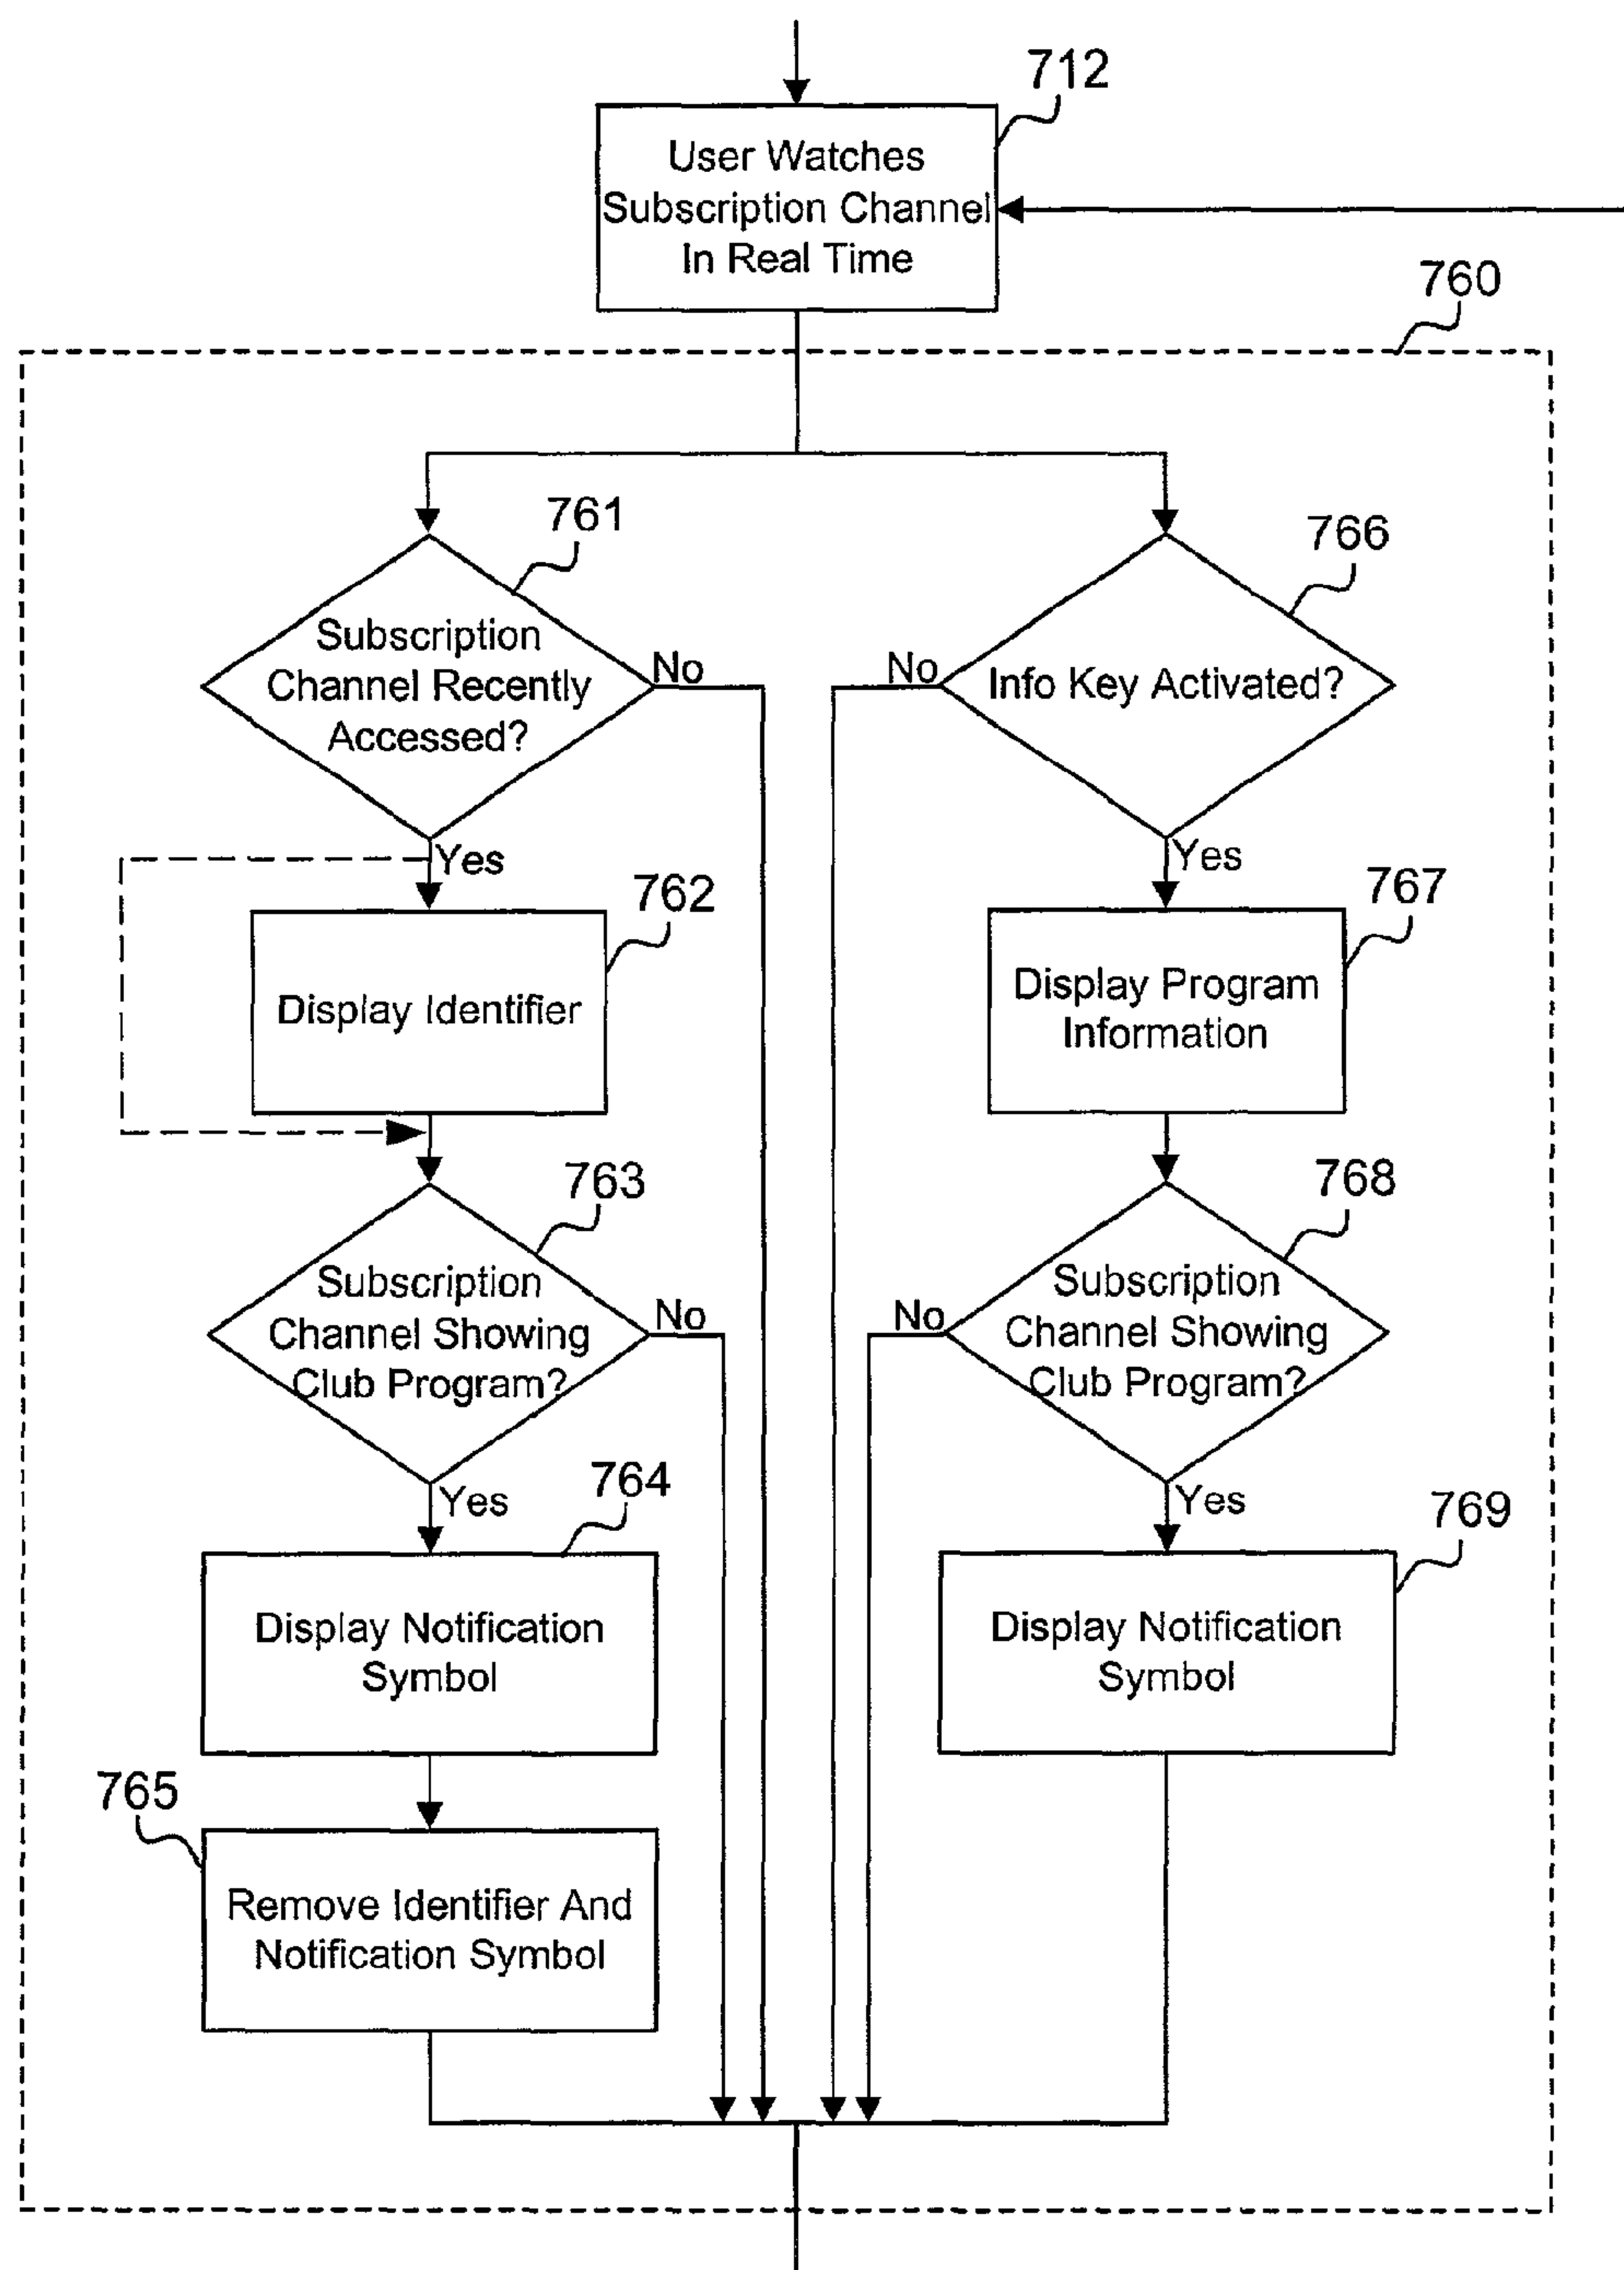 712
User Watches
Subscription Channel
In Real Time
760
761
Subscription
Channel Recently
Accessed?
No
Yes
762
Display Identifier
763
Subscription
Channel Showing
Club Program?
No
Yes
764
Display Notification
Symbol
765
Remove Identifier And
Notification Symbol
766
Info Key Activated?
No
Yes
767
Display Program
Information
768
Subscription
Channel Showing
Club Program?
No
Yes
769
Display Notification
Symbol